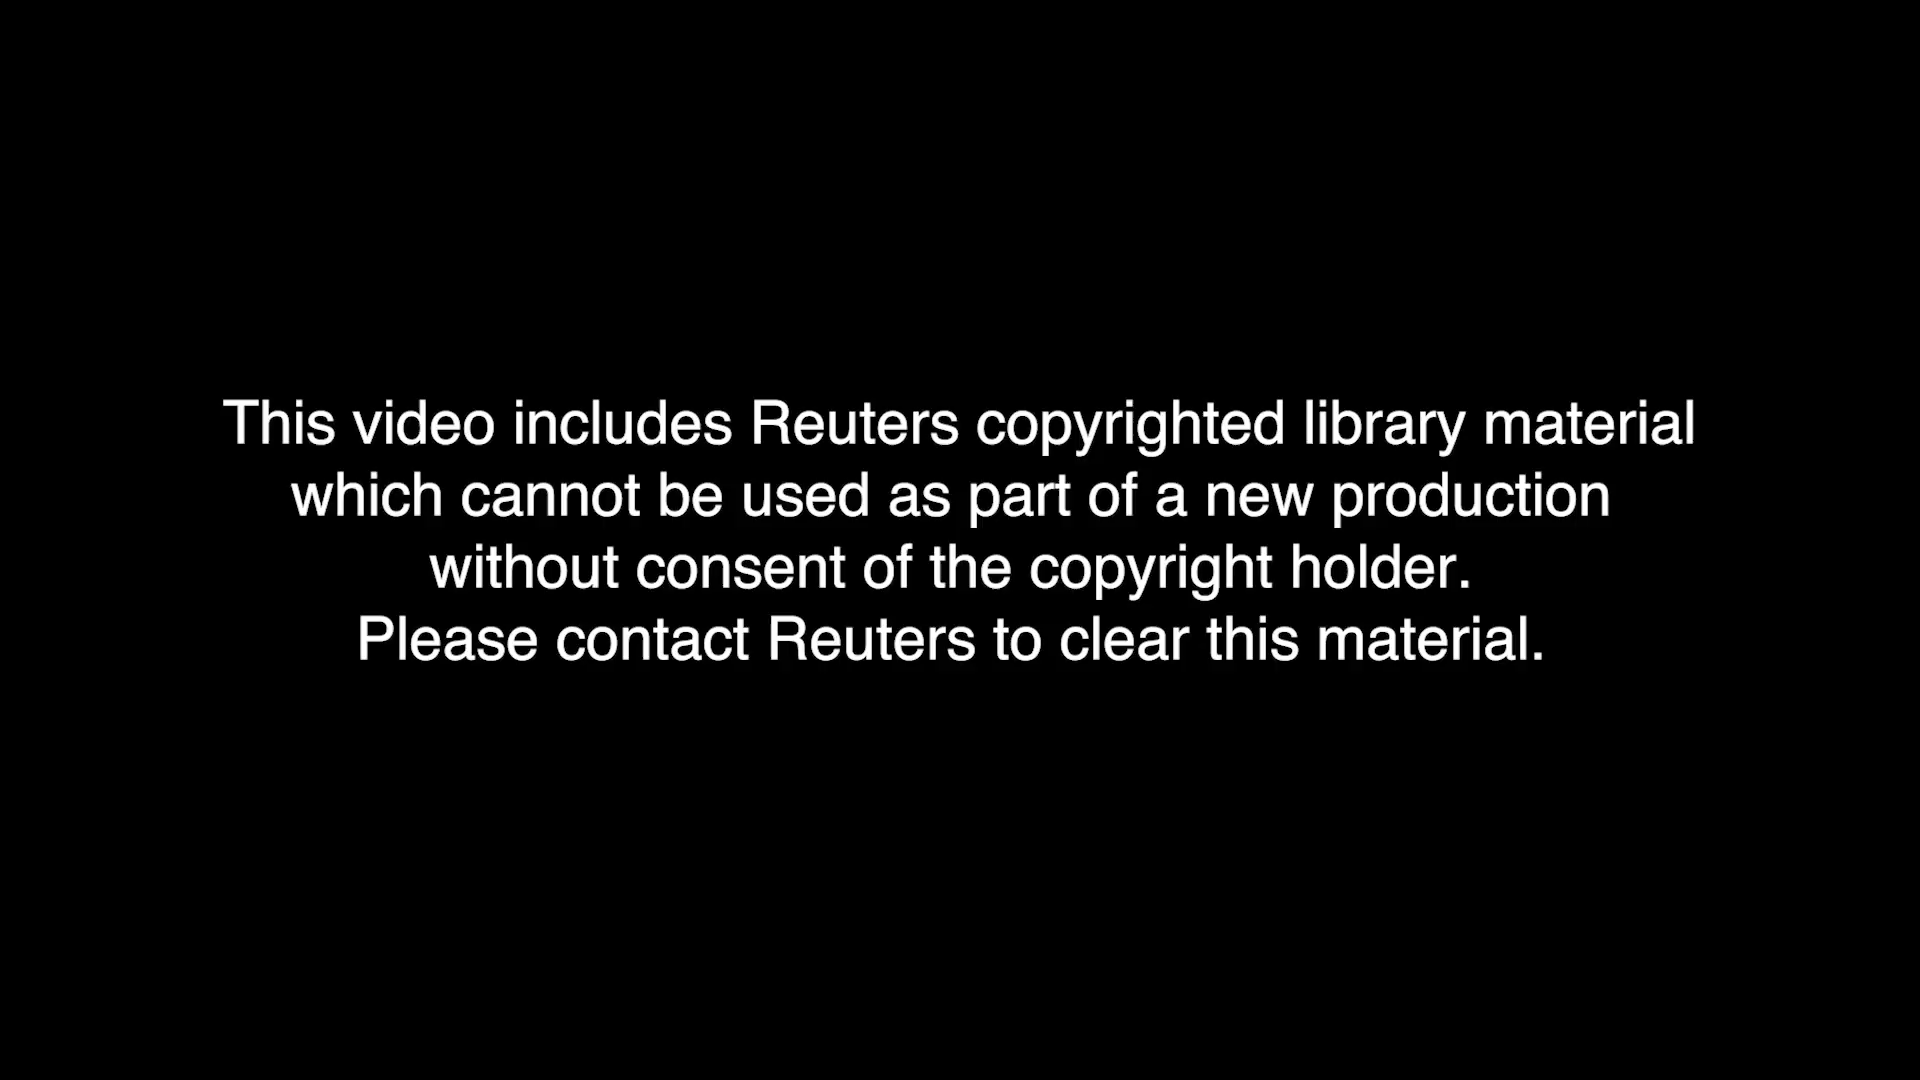 This video includes Reuters copyrighted library material
which cannot be used as part of a new production
without consent of the copyright holder.
Please contact Reuters to clear this material.